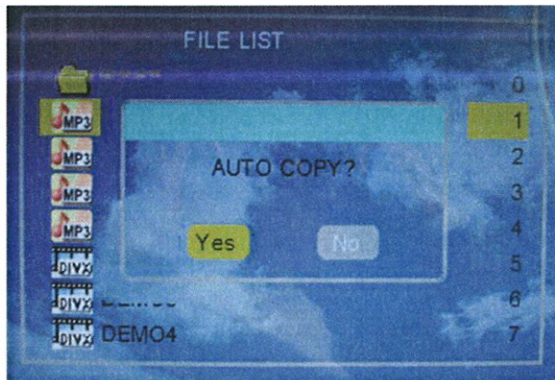 FILE LIST
0
MP3 1
MP3 2
AUTO COPY?
MP3 3
MP3 4
Yes No
DIVX 5
DIVX 6
DIVX DEMO4 7